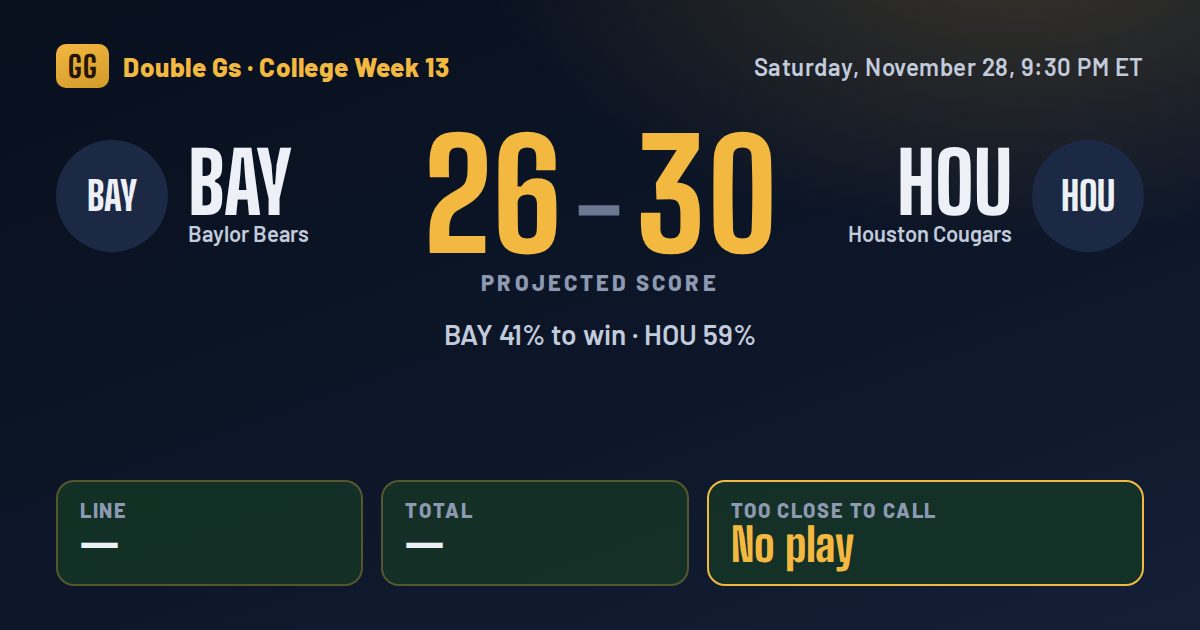 GG Double Gs · College Week 13
Saturday, November 28, 9:30 PM ET
BAY
BAY
Baylor Bears
26 – 30
PROJECTED SCORE
BAY 41% to win · HOU 59%
HOU
Houston Cougars
HOU
LINE
—
TOTAL
—
TOO CLOSE TO CALL
No play